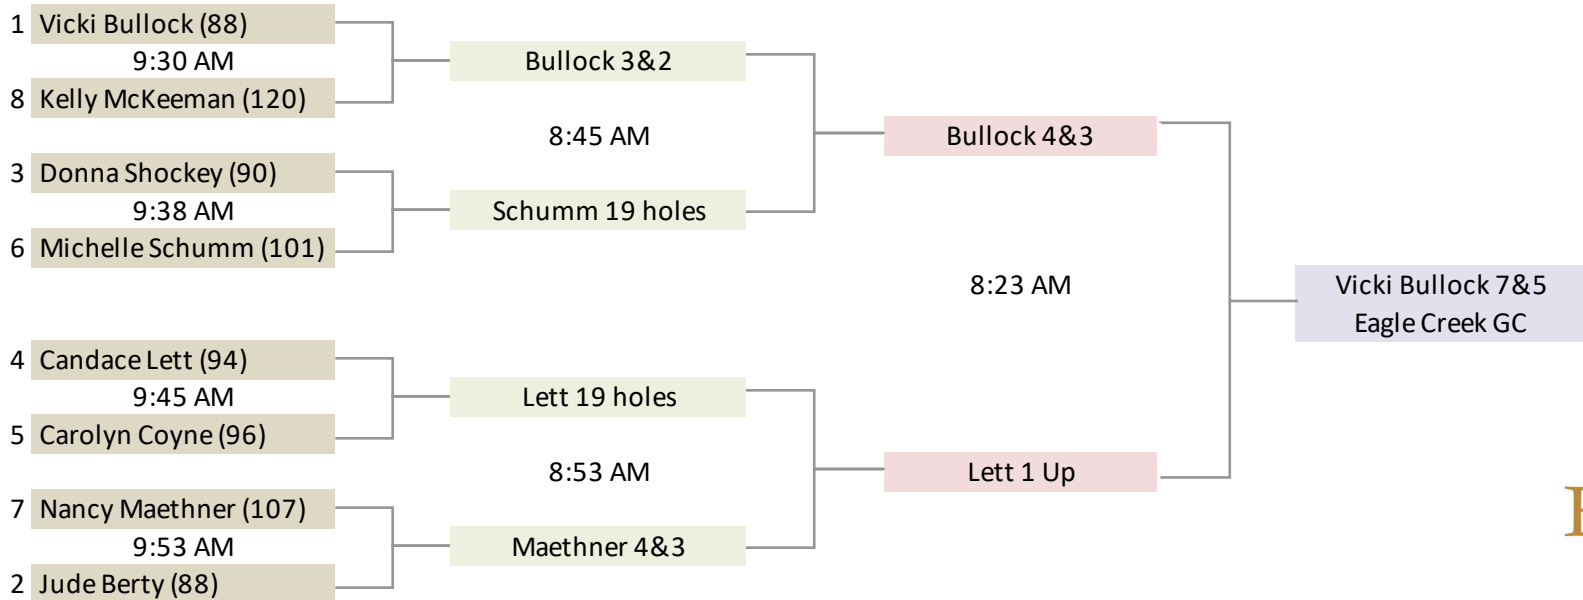 1 Vicki Bullock (88)
9:30 AM
8 Kelly McKeeman (120)
3 Donna Shockey (90)
9:38 AM
6 Michelle Schumm (101)
4 Candace Lett (94)
9:45 AM
5 Carolyn Coyne (96)
7 Nancy Maethner (107)
9:53 AM
2 Jude Berty (88)
Bullock 3&2
8:45 AM
Schumm 19 holes
Lett 19 holes
8:53 AM
Maethner 4&3
Bullock 4&3
8:23 AM
Lett 1 Up
Vicki Bullock 7&5
Eagle Creek GC